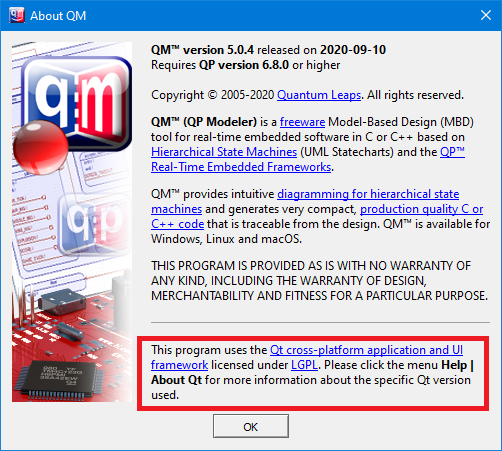 About QM
qm
qm
QM™ version 5.0.4 released on 2020-09-10
Requires QP version 6.8.0 or higher
Copyright © 2005-2020 Quantum Leaps. All rights reserved.
QM™ (QP Modeler) is a freeware Model-Based Design (MBD)
tool for real-time embedded software in C or C++ based on
Hierarchical State Machines (UML Statecharts) and the QP™
Real-Time Embedded Frameworks.
QM™ provides intuitive diagramming for hierarchical state
machines and generates very compact, production quality C or
C++ code that is traceable from the design. QM™ is available for
Windows, Linux and macOS.
THIS PROGRAM IS PROVIDED AS IS WITH NO WARRANTY OF
ANY KIND, INCLUDING THE WARRANTY OF DESIGN,
MERCHANTABILITY AND FITNESS FOR A PARTICULAR PURPOSE.
This program uses the Qt cross-platform application and UI
framework licensed under LGPL. Please click the menu Help |
About Qt for more information about the specific Qt version
used.
OK